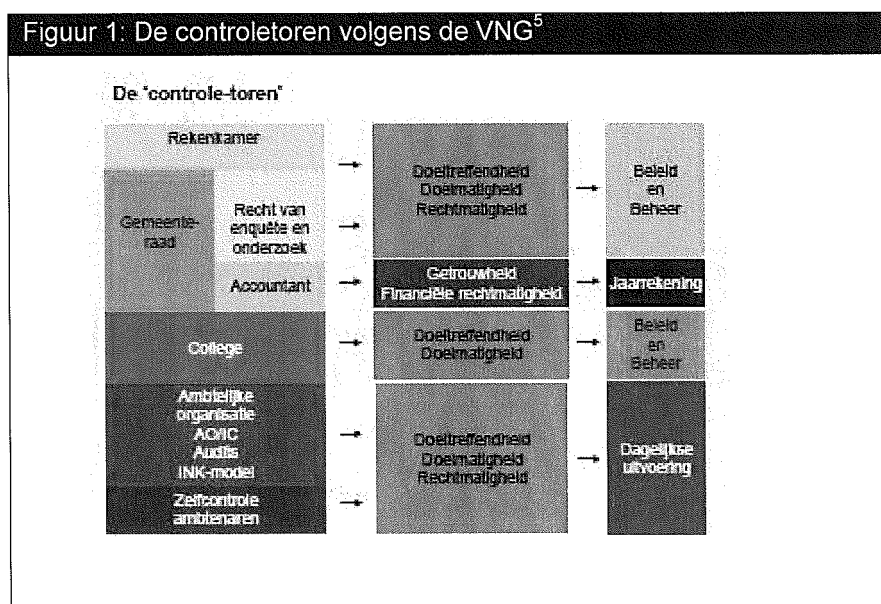 Figuur 1: De controletoren volgens de VNG5
De "controle-toren"
Rekenkamer
Gemeente-
raad
Recht van
enquête en
onderzoek
Accountant
College
Ambtelijke
organisatie
AO/IC
Audits
INK-model
Zelfcontrole
ambtenaren
Doeltreffendheid
Doelmatigheid
Rechtmatigheid
Getrouwheid
Financiële rechtmatigheid
Doeltreffendheid
Doelmatigheid
Doeltreffendheid
Doelmatigheid
Rechtmatigheid
Beleid
en
Beheer
Jaarrekening
Beleid
en
Beheer
Dagelijkse
uitvoering